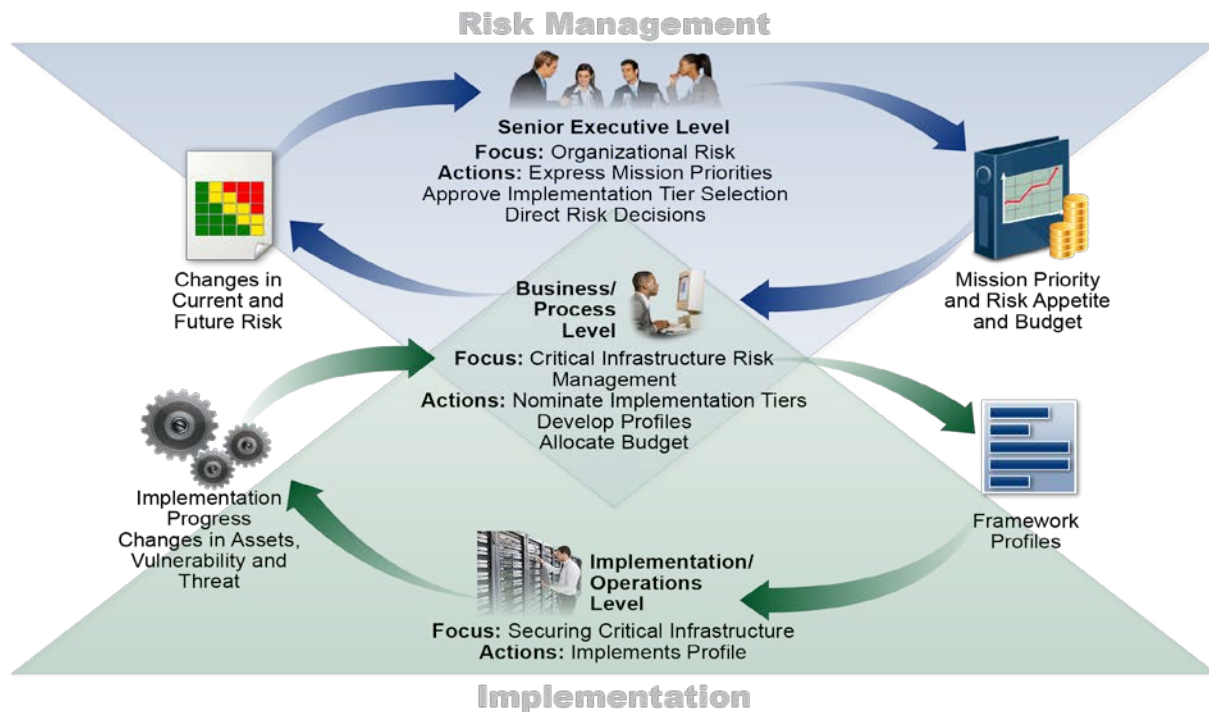 Risk Management
Senior Executive Level
Focus: Organizational Risk
Actions: Express Mission Priorities
Approve Implementation Tier Selection
Direct Risk Decisions
Changes in
Current and
Future Risk
Mission Priority
and Risk Appetite
and Budget
Business/
Process
Level
Focus: Critical Infrastructure Risk
Management
Actions: Nominate Implementation Tiers
Develop Profiles
Allocate Budget
Implementation
Progress
Changes in Assets,
Vulnerability and
Threat
Framework
Profiles
Implementation/
Operations
Level
Focus: Securing Critical Infrastructure
Actions: Implements Profile
Implementation